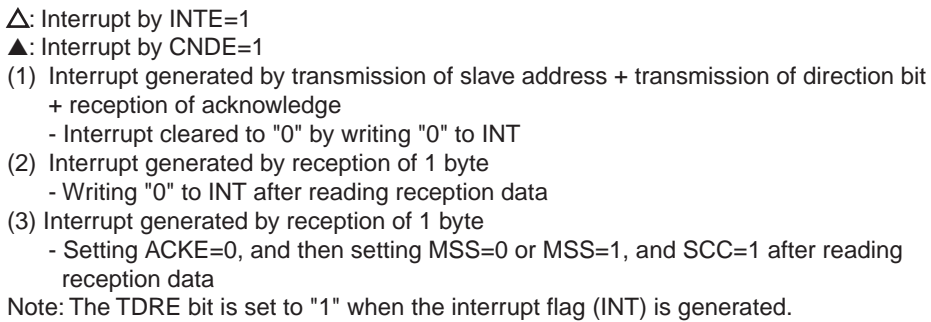 △: Interrupt by INTE=1
▲: Interrupt by CNDE=1
(1) Interrupt generated by transmission of slave address + transmission of direction bit
+ reception of acknowledge
- Interrupt cleared to "0" by writing "0" to INT
(2) Interrupt generated by reception of 1 byte
- Writing "0" to INT after reading reception data
(3) Interrupt generated by reception of 1 byte
- Setting ACKE=0, and then setting MSS=0 or MSS=1, and SCC=1 after reading
reception data
Note: The TDRE bit is set to "1" when the interrupt flag (INT) is generated.